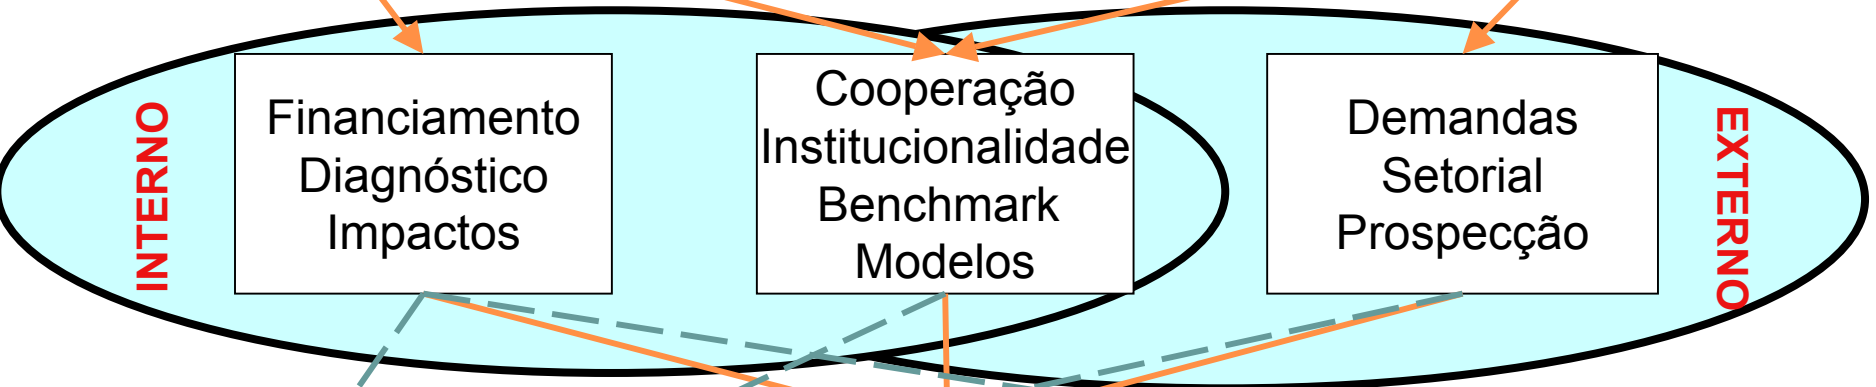 INTERNO
Financiamento
Diagnóstico
Impactos
Cooperação
Institucionalidade
Benchmark
Modelos
Demandas
Setorial
Prospecção
EXTERNO